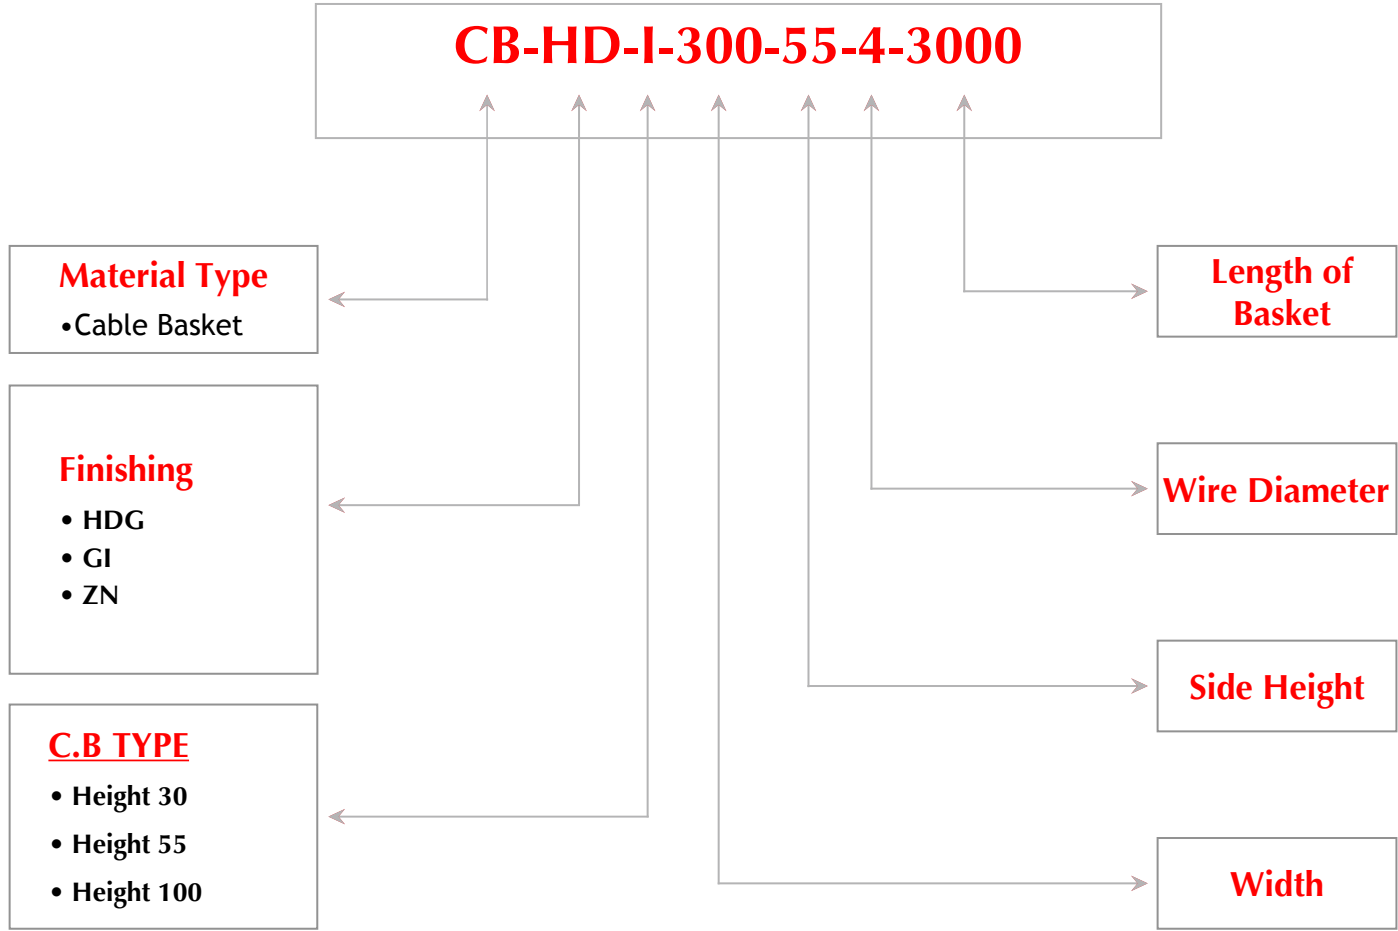 CB-HD-I-300-55-4-3000
Material Type
•Cable Basket
Finishing
• HDG
• GI
• ZN
C.B TYPE
• Height 30
• Height 55
• Height 100
Length of
Basket
Wire Diameter
Side Height
Width